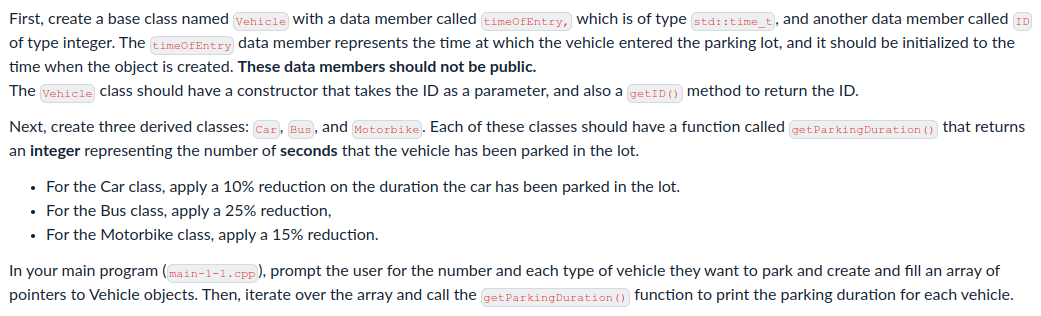 First, create a base class named Vehicle with a data member called timeOfEntry, which is of type std::time_t, and another data member called ID
of type integer. The timeOfEntry data member represents the time at which the vehicle entered the parking lot, and it should be initialized to the
time when the object is created. These data members should not be public.
The Vehicle class should have a constructor that takes the ID as a parameter, and also a getID() method to return the ID.
Next, create three derived classes: Car, Bus, and Motorbike. Each of these classes should have a function called getParkingDuration() that returns
an integer representing the number of seconds that the vehicle has been parked in the lot.
• For the Car class, apply a 10% reduction on the duration the car has been parked in the lot.
• For the Bus class, apply a 25% reduction,
• For the Motorbike class, apply a 15% reduction.
In your main program (main-1-1.cpp), prompt the user for the number and each type of vehicle they want to park and create and fill an array of
pointers to Vehicle objects. Then, iterate over the array and call the getParkingDuration() function to print the parking duration for each vehicle.